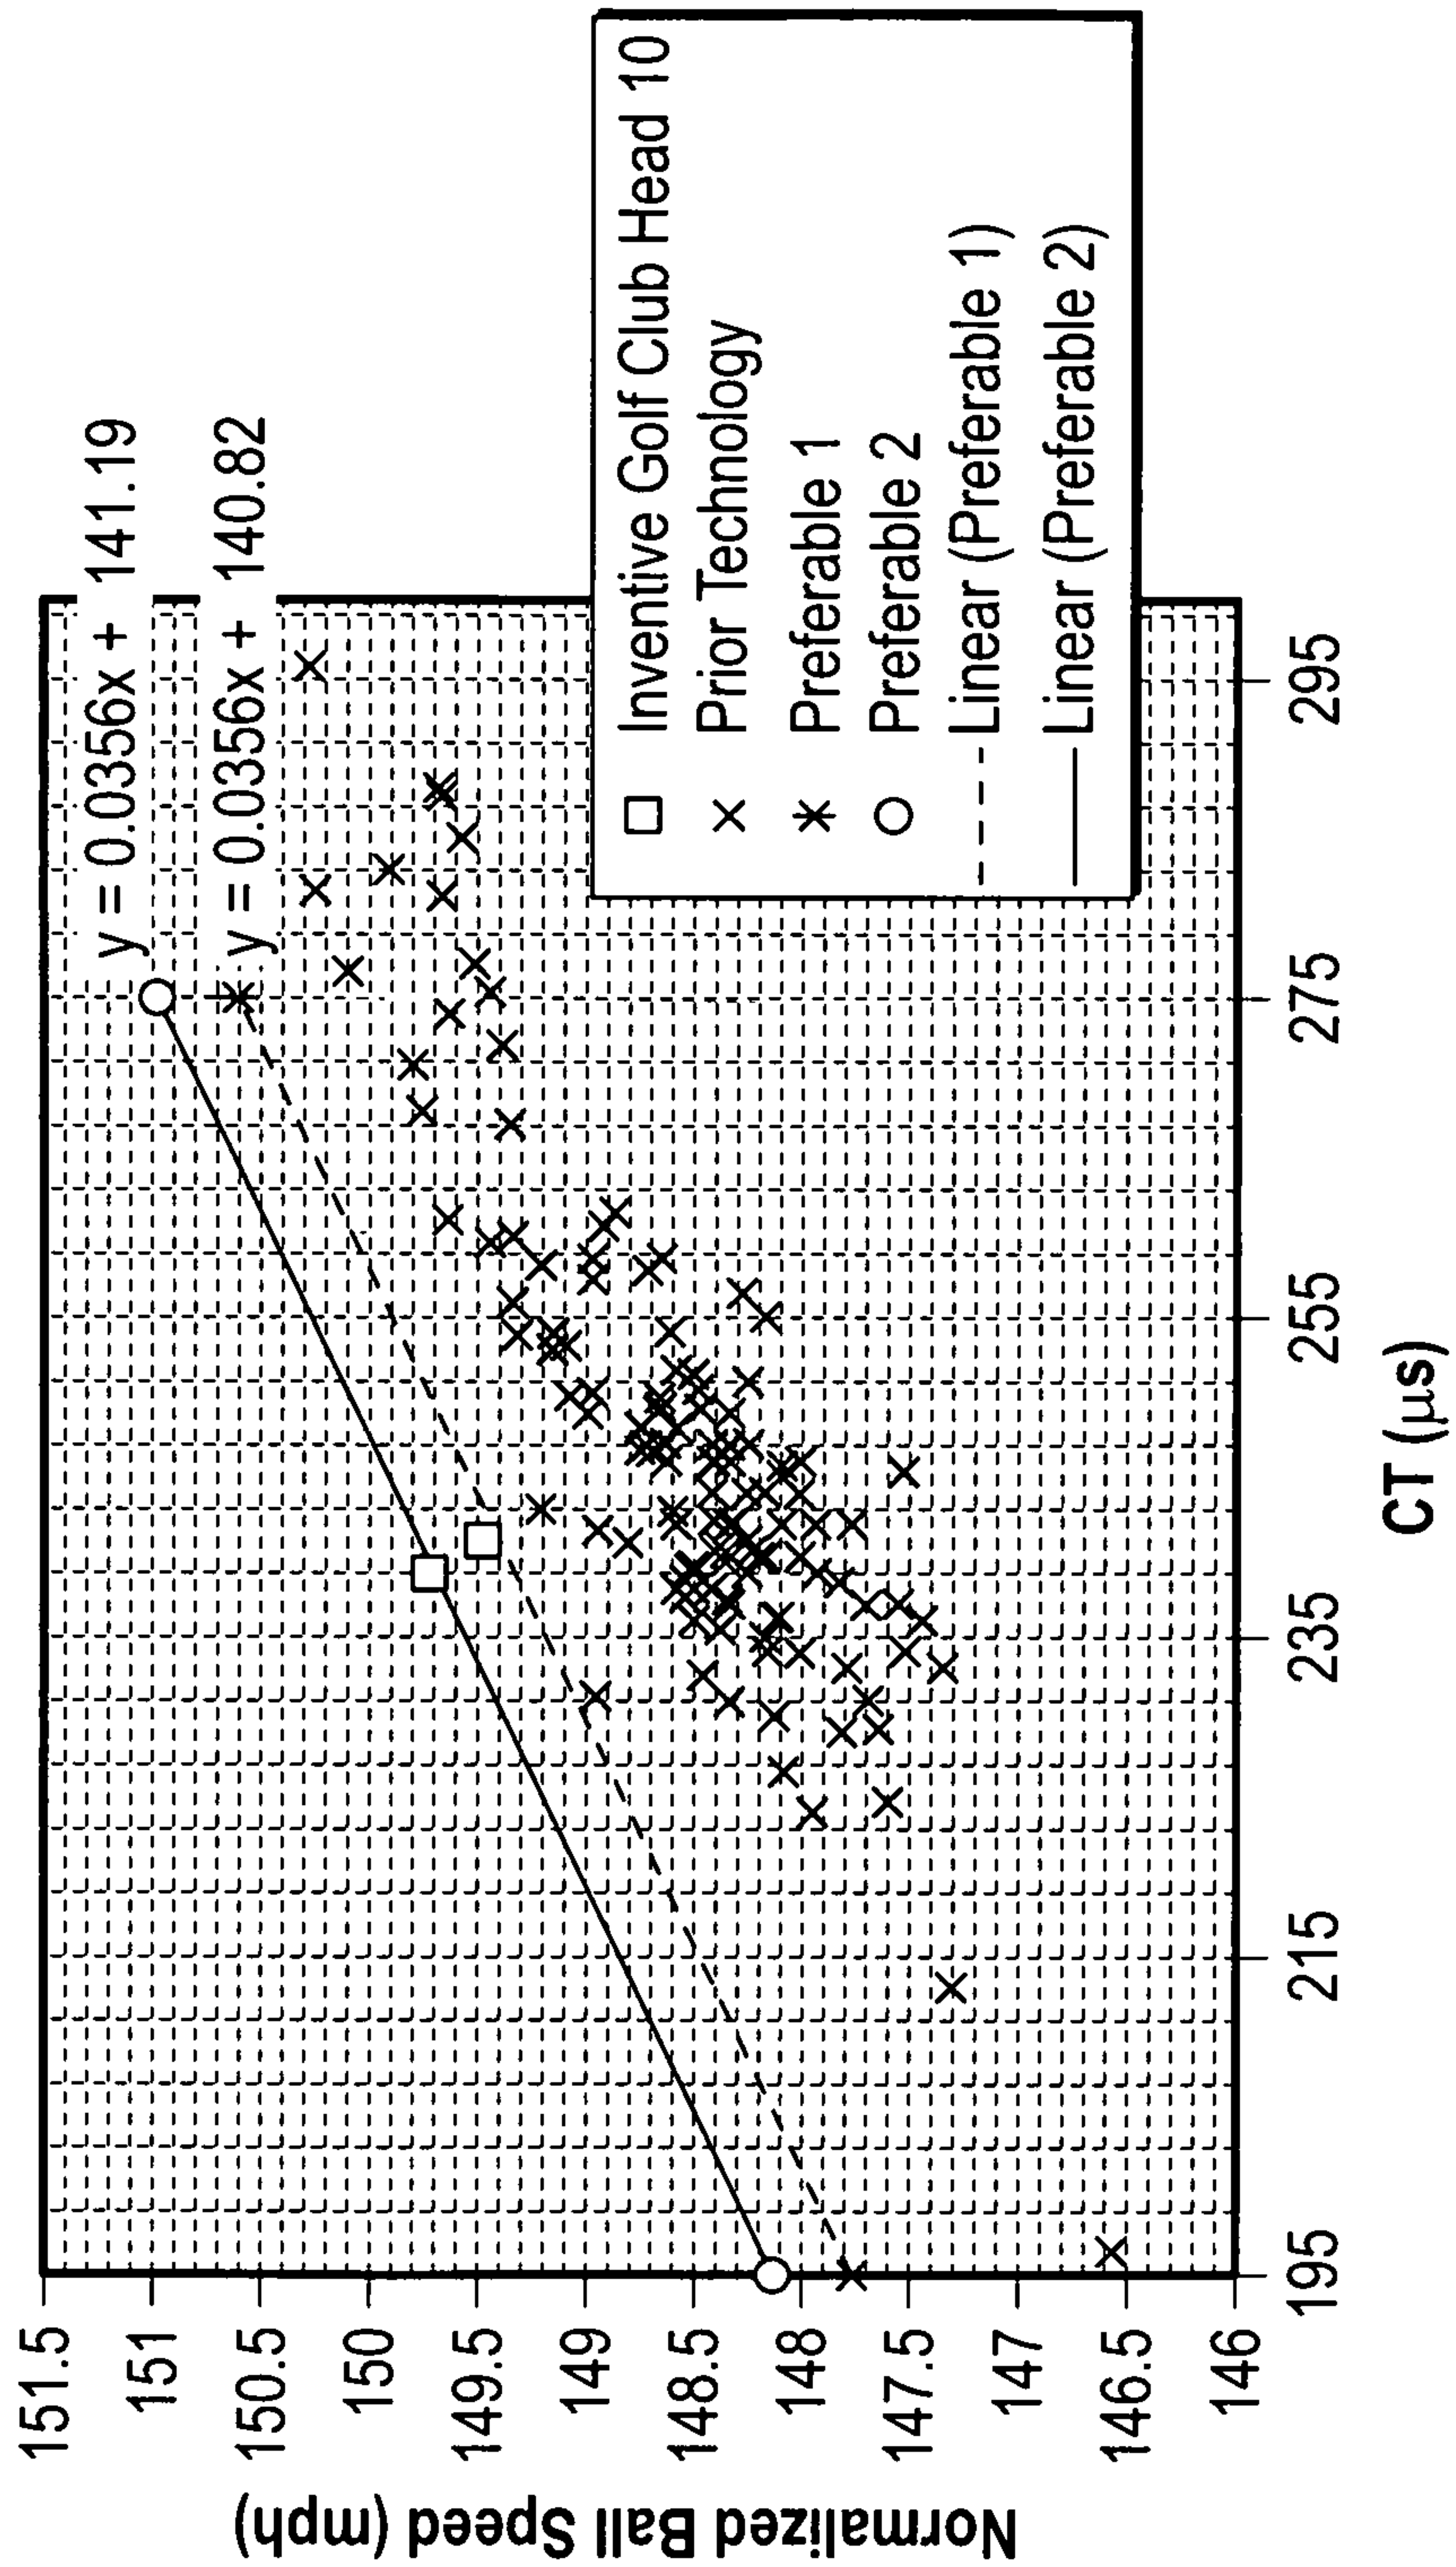 151.5
151
150.5
150
149.5
149
148.5
148
147.5
147
146.5
146
Normalized Ball Speed (mph)
195
215
235
255
275
295
CT (μs)
y = 0.0356x + 141.19
y = 0.0356x + 140.82
Inventive Golf Club Head 10
Prior Technology
Preferable 1
Preferable 2
Linear (Preferable 1)
Linear (Preferable 2)